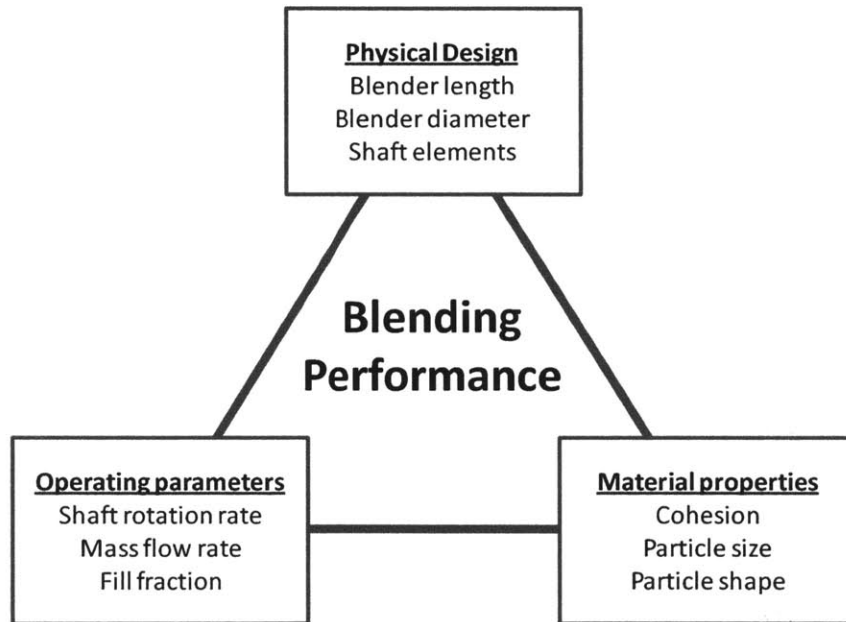 Physical Design
Blender length
Blender diameter
Shaft elements
Blending
Performance
Operating parameters
Shaft rotation rate
Mass flow rate
Fill fraction
Material properties
Cohesion
Particle size
Particle shape